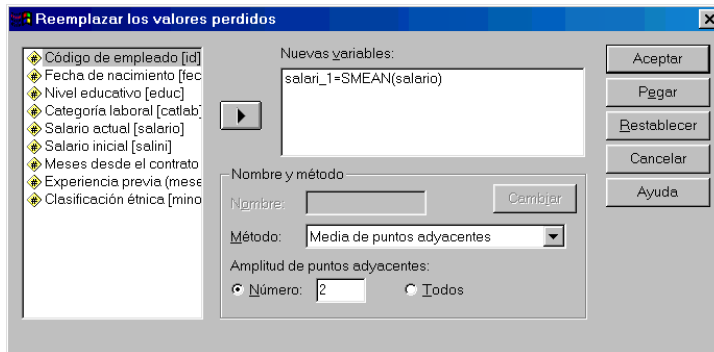 Reemplazar los valores perdidos
Código de empleado [id]
Fecha de nacimiento [fec
Nivel educativo [educ]
Categoría laboral [catlab]
Salario actual [salario]
Salario inicial [salini]
Meses desde el contrato
Experiencia previa (mese
Clasificación étnica [mino
Nuevas variables:
salari_1=SMEAN(salario)
Nombre y método
Nombre:
Cambiar
Método:
Media de puntos adyacentes
Amplitud de puntos adyacentes:
Número:
2
Todos
Aceptar
Pegar
Restablecer
Cancelar
Ayuda